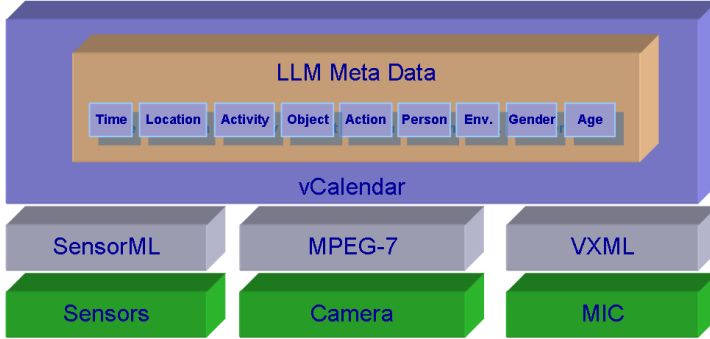 LLM Meta Data
Time Location Activity Object Action Person Env. Gender Age
vCalendar
SensorML MPEG-7 VXML
Sensors Camera MIC